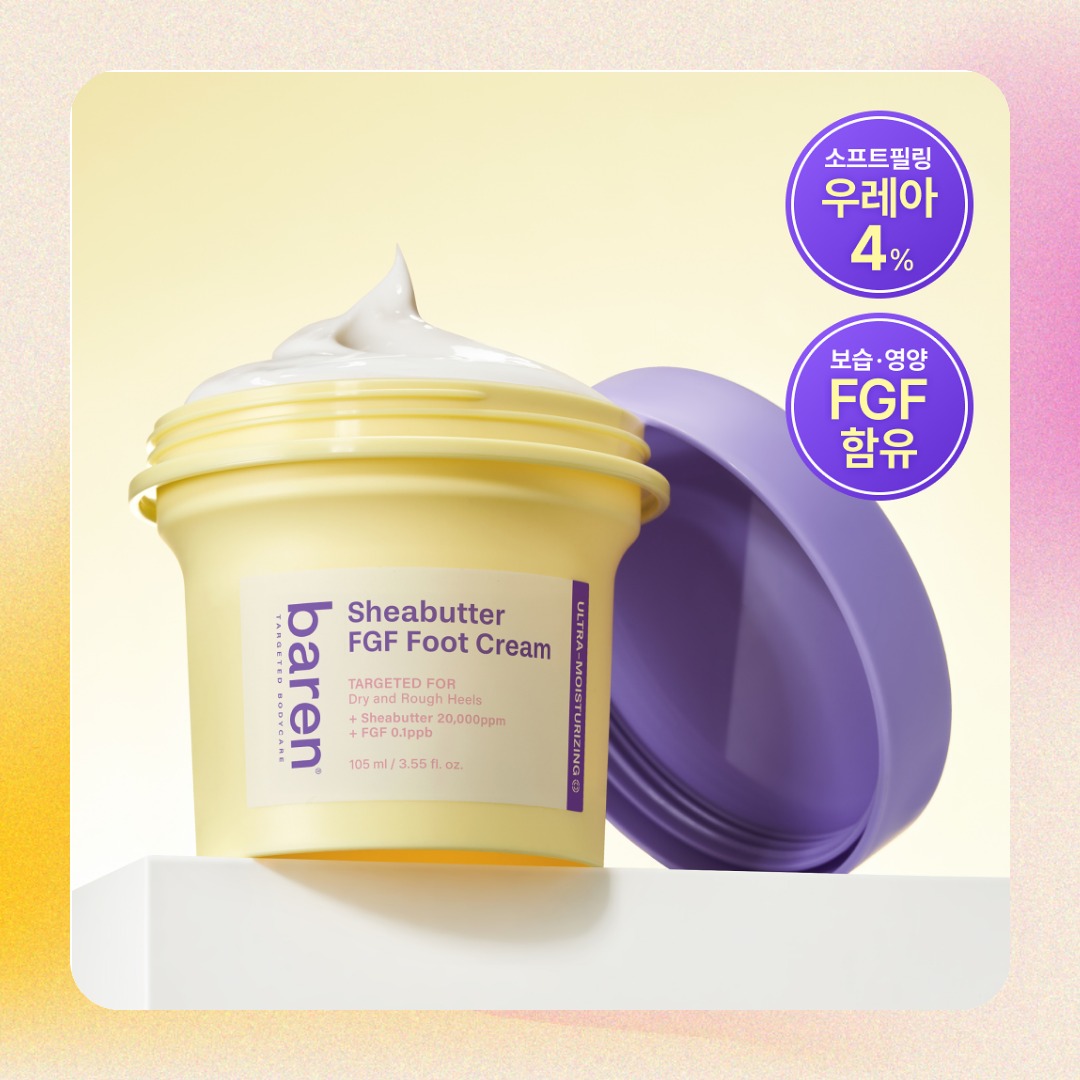 소프트필링
우레아
4%
보습·영양
FGF
함유
baren®
TARGETED BODYCARE
Sheabutter
FGF Foot Cream
TARGETED FOR
Dry and Rough Heels
+ Sheabutter 20,000ppm
+ FGF 0.1ppb
105 ml / 3.55 fl. oz.
ULTRA-MOISTURIZING